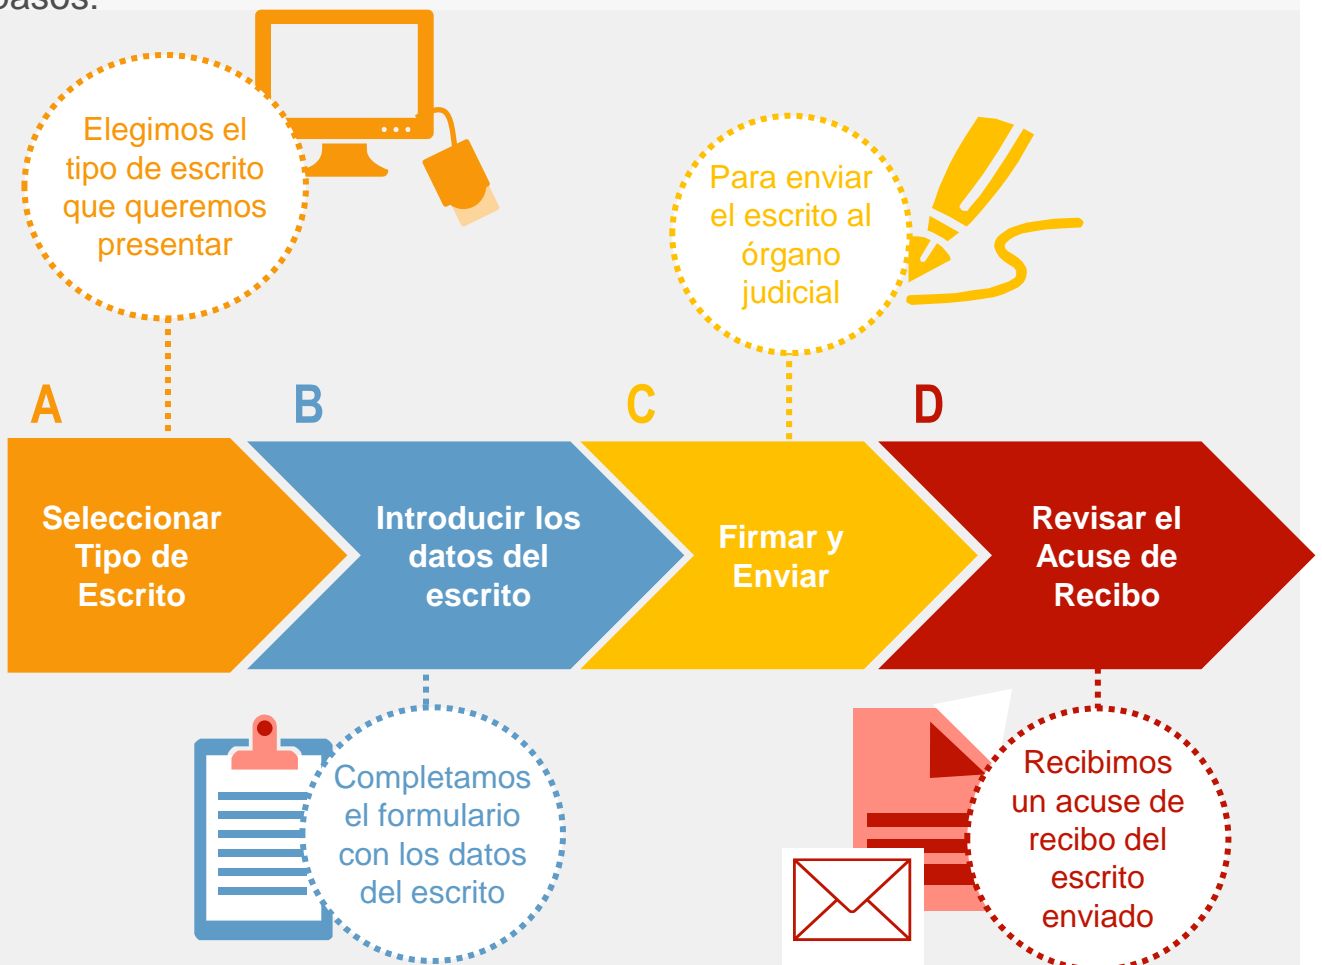 pasos:
Elegimos el
tipo de escrito
que queremos
presentar
Para enviar
el escrito al
órgano
judicial
A
B
C
D
Seleccionar
Tipo de
Escrito
Introducir los
datos del
escrito
Firmar y
Enviar
Revisar el
Acuse de
Recibo
Completamos
el formulario
con los datos
del escrito
Recibimos
un acuse de
recibo del
escrito
enviado